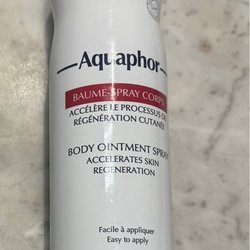 Aquaphor
BAUME-SPRAY CORPS
ACCÉLÈRE LE PROCESSUS DE
RÉGÉNÉRATION CUTANÉE
BODY OINTMENT SPRAY
ACCELERATES SKIN
REGENERATION
Facile à appliquer
Easy to apply